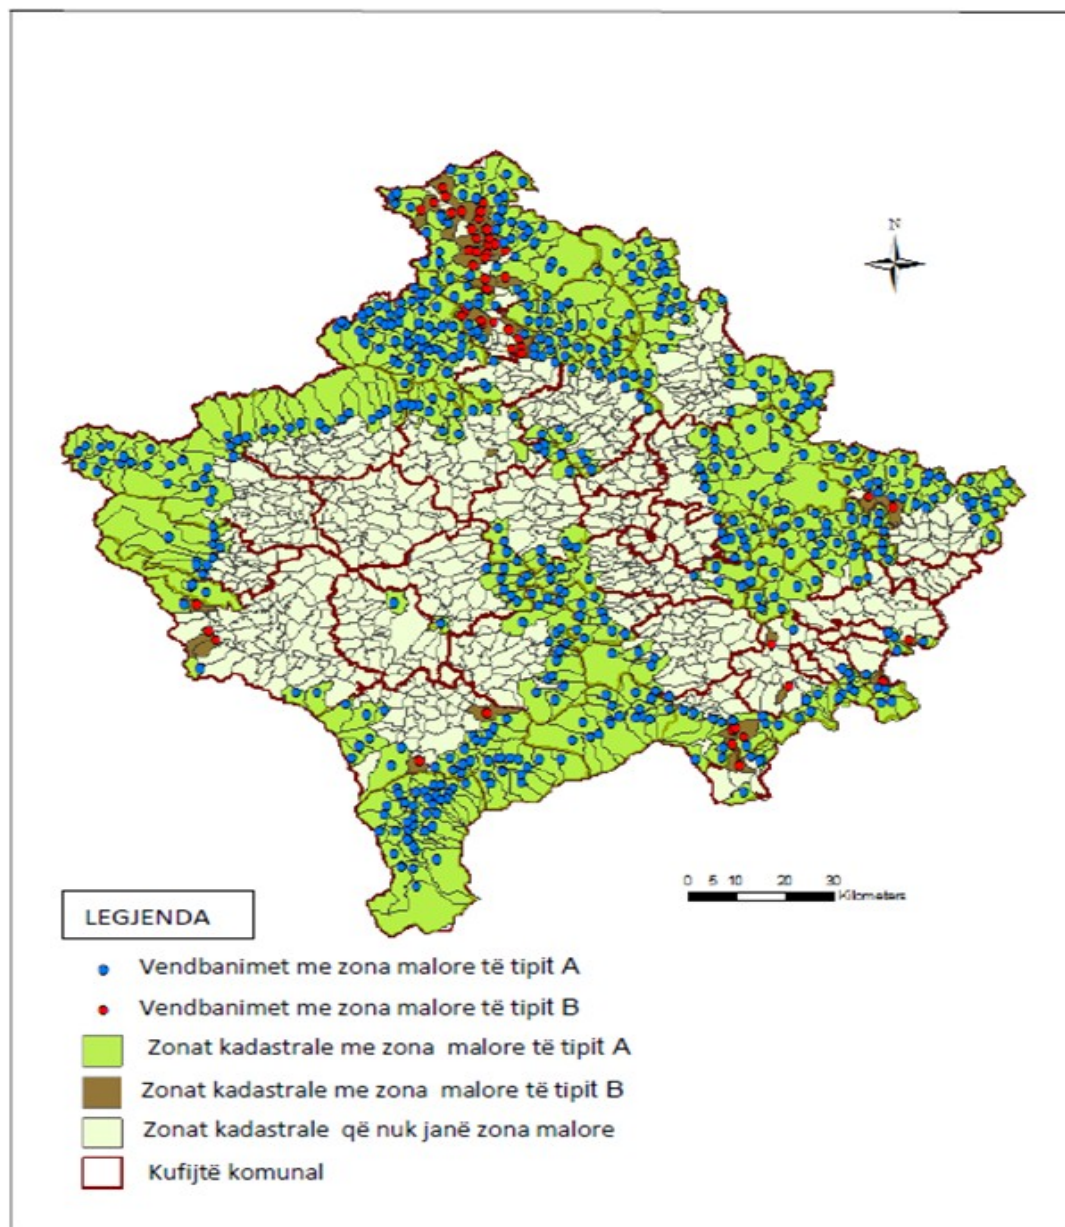 N
0 5 10 20 30
Kilometers
LEGJENDA
Vendbanimet me zona malore të tipit A
Vendbanimet me zona malore të tipit B
Zonat kadastrale me zona malore të tipit A
Zonat kadastrale me zona malore të tipit B
Zonat kadastrale që nuk janë zona malore
Kufijtë komunal